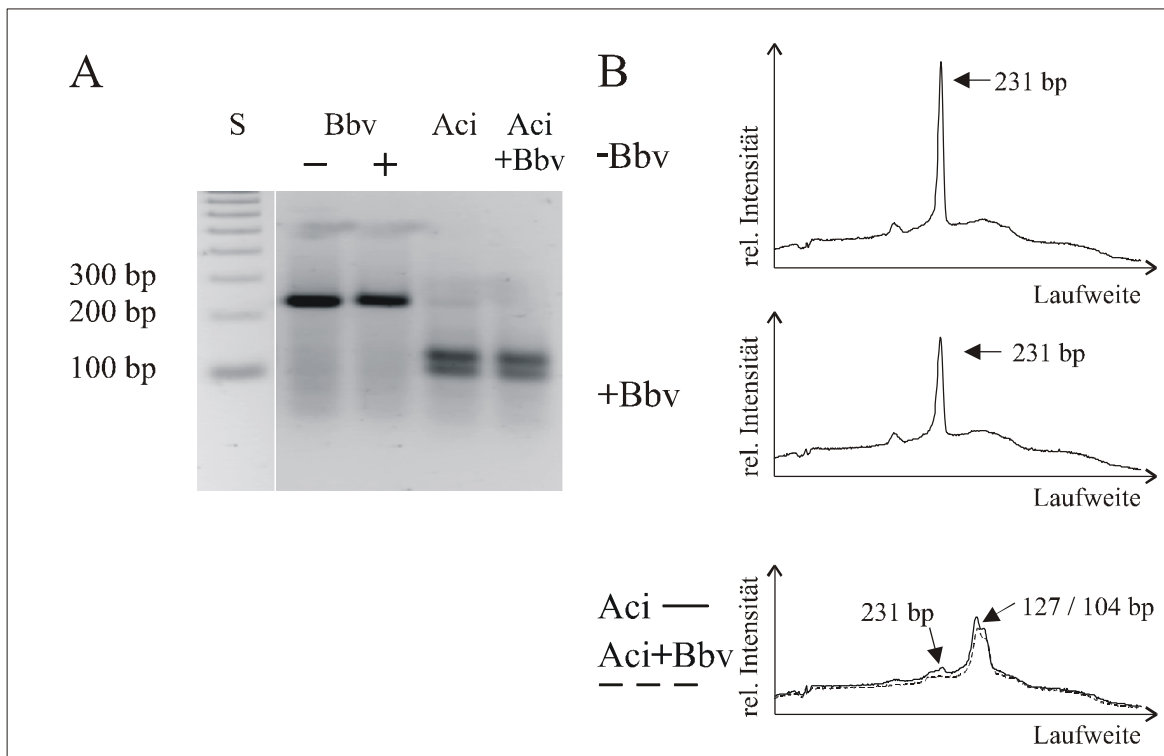 A
S Bbv Aci Aci
− + +Bbv
300 bp
200 bp
100 bp
B
-Bbv
rel. Intensität
231 bp
Laufweite
+Bbv
rel. Intensität
231 bp
Laufweite
Aci
Aci+Bbv
rel. Intensität
231 bp
127 / 104 bp
Laufweite